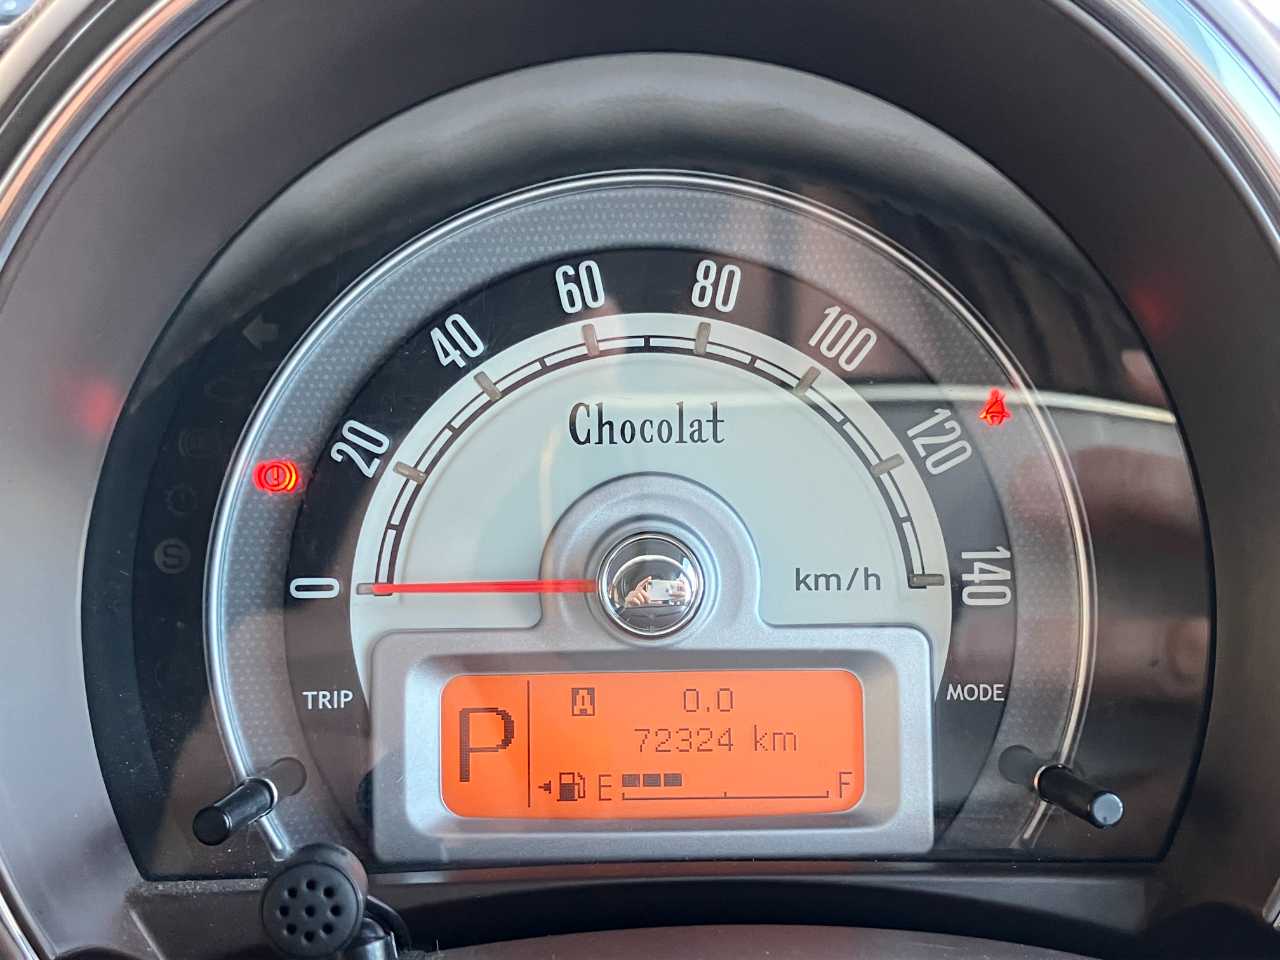 60 80
40 100
Chocolat
20 120
S
0 km/h 140
TRIP MODE
A 0.0
P
72324 km
E F